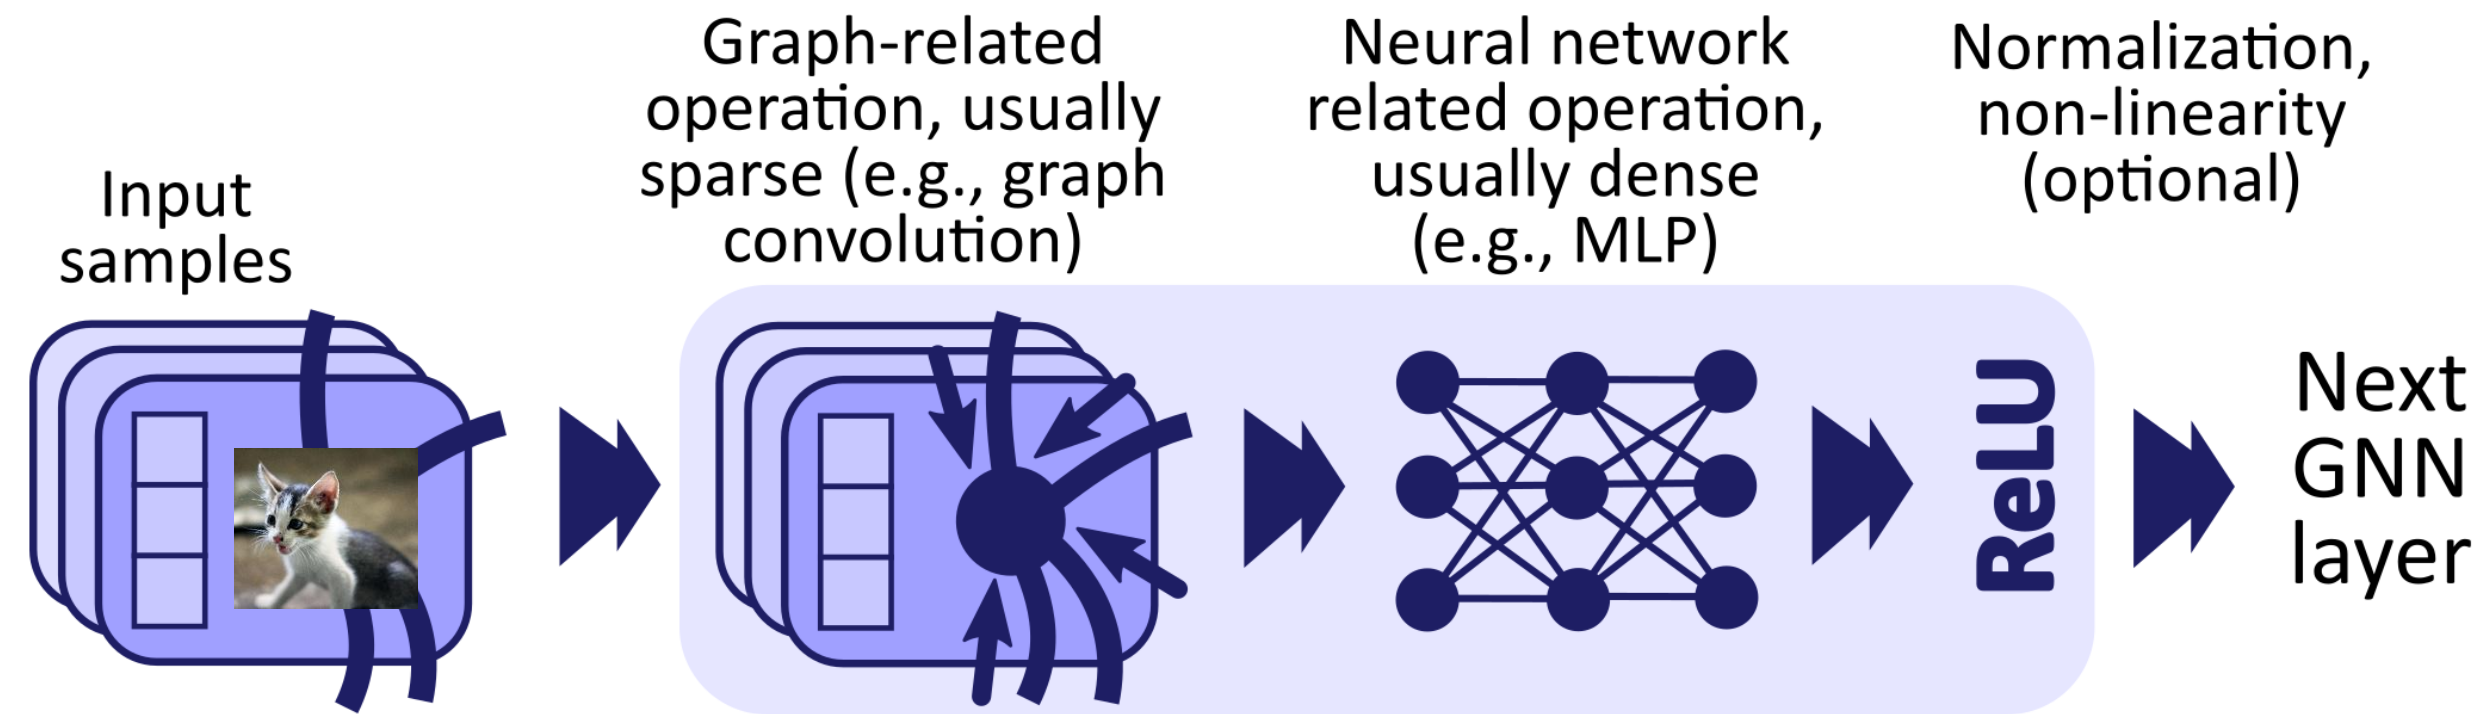 Input
samples
Graph-related
operation, usually
sparse (e.g., graph
convolution)
Neural network
related operation,
usually dense
(e.g., MLP)
Normalization,
non-linearity
(optional)
ReLU
Next
GNN
layer